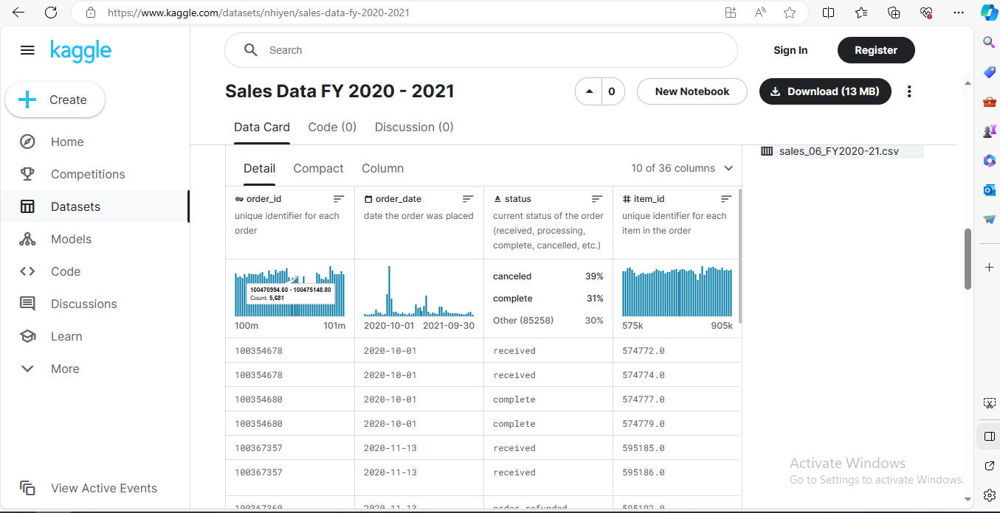 https://www.kaggle.com/datasets/nhiyen/sales-data-fy-2020-2021
kaggle
Search
Sign In
Register
Create
Sales Data FY 2020 - 2021
0
New Notebook
Download (13 MB)
Home
Competitions
Datasets
Models
Code
Discussions
Learn
More
View Active Events
Data Card
Code (0)
Discussion (0)
sales_06_FY2020-21.csv
Detail
Compact
Column
10 of 36 columns
order_id
order_date
status
item_id
unique identifier for each
order
date the order was placed
current status of the order
(received, processing,
complete, cancelled, etc.)
unique identifier for each
item in the order
100470994.60 - 100475148.80
Count: 5,681
100m 101m
2020-10-01 2021-09-30
canceled 39%
complete 31%
Other (85258) 30%
575k 905k
100354678 2020-10-01 received 574772.0
100354678 2020-10-01 received 574774.0
100354680 2020-10-01 complete 574777.0
100354680 2020-10-01 complete 574779.0
100367357 2020-11-13 received 595185.0
100367357 2020-11-13 received 595186.0
100367360 2020-11-13 order_refunded 595192.0
Activate Windows
Go to Settings to activate Windows.